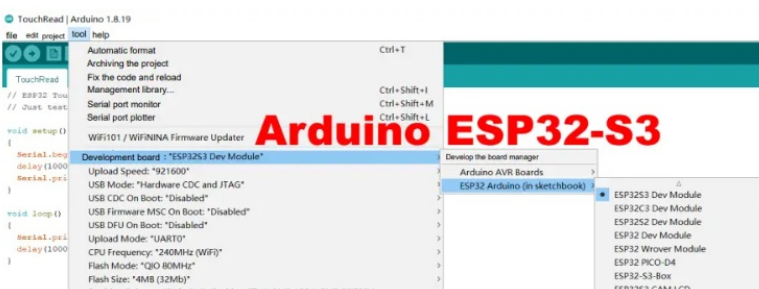 TouchRead | Arduino 1.8.19
file edit project tool help
TouchRead
// ESP32 Tou
// Just test
void setup()
{
Serial.beg
delay(1000
Serial.pri
}
void loop()
{
Serial.pri
delay(1000
}
Automatic format Ctrl+T
Archiving the project
Fix the code and reload
Management library... Ctrl+Shift+I
Serial port monitor Ctrl+Shift+M
Serial port plotter Ctrl+Shift+L
WiFi101 / WiFiNINA Firmware Updater
Arduino ESP32-S3
Development board : "ESP32S3 Dev Module"
Upload Speed: "921600"
USB Mode: "Hardware CDC and JTAG"
USB CDC On Boot: "Disabled"
USB Firmware MSC On Boot: "Disabled"
USB DFU On Boot: "Disabled"
Upload Mode: "UART0"
CPU Frequency: "240MHz (WiFi)"
Flash Mode: "QIO 80MHz"
Flash Size: "4MB (32Mb)"
Develop the board manager
Arduino AVR Boards
ESP32 Arduino (in sketchbook)
ESP32S3 Dev Module
ESP32C3 Dev Module
ESP32S2 Dev Module
ESP32 Dev Module
ESP32 Wrover Module
ESP32 PICO-D4
ESP32-S3-Box
ESP32S3 CAM LCD